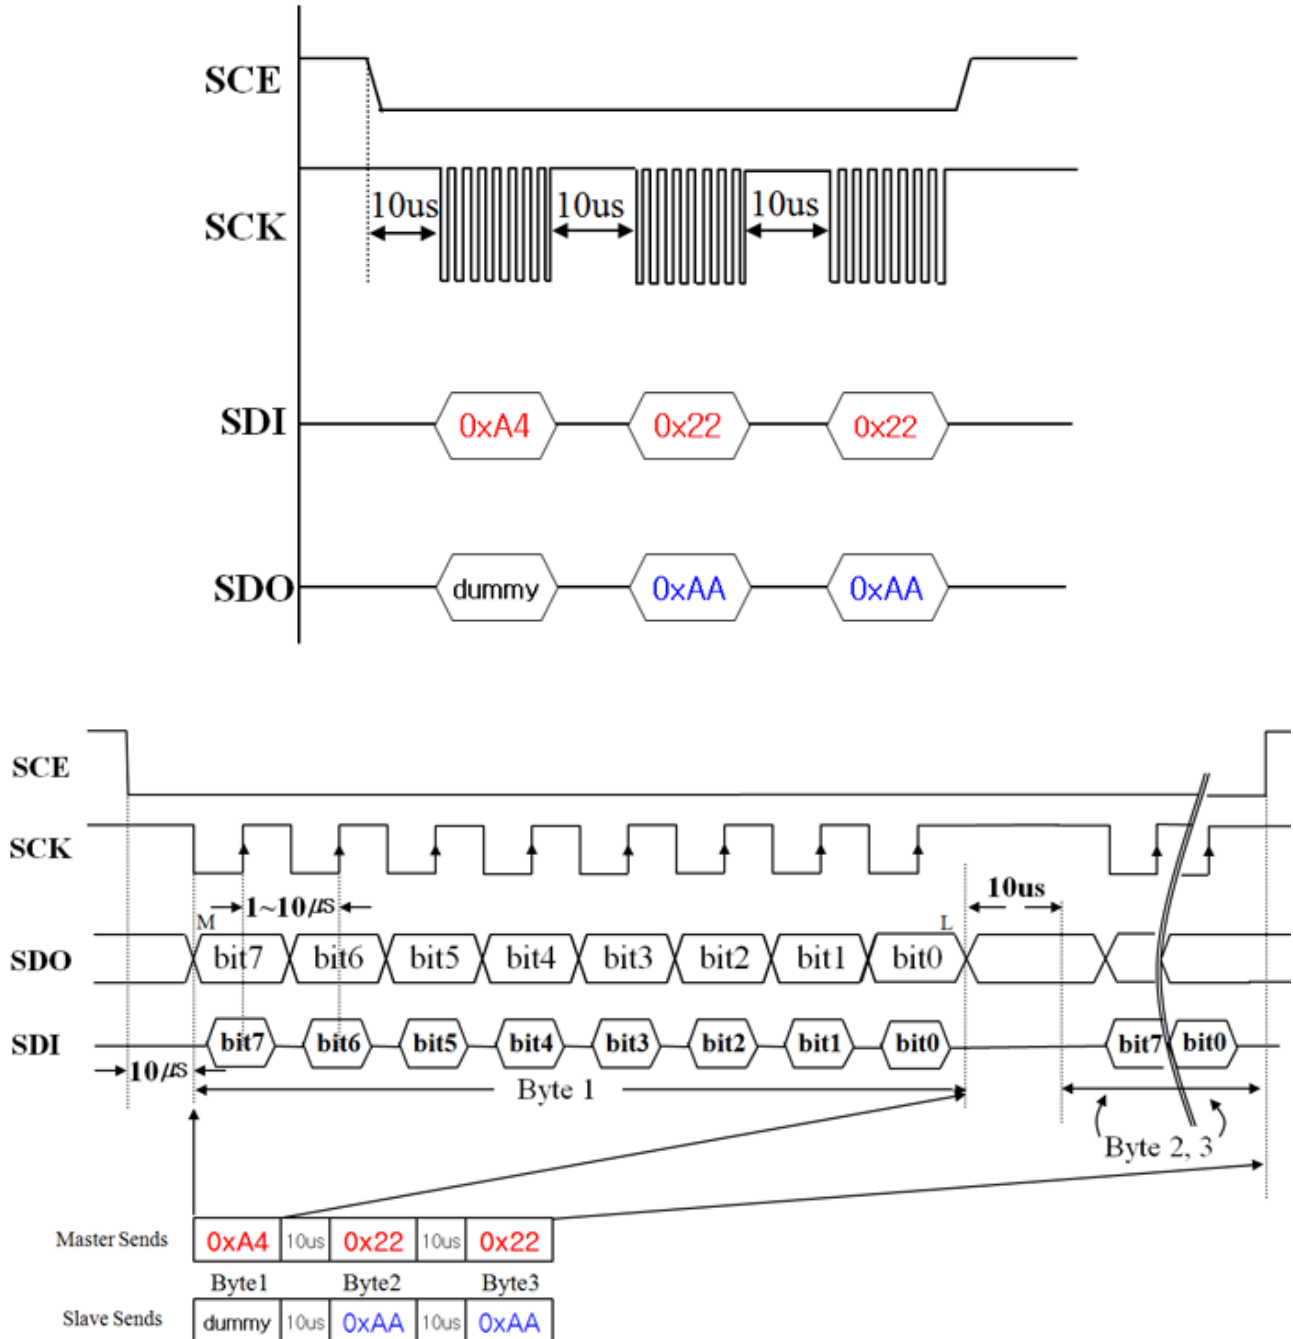 SCE
SCK
10us 10us 10us
SDI 0xA4 0x22 0x22
SDO dummy 0xAA 0xAA
SCE
SCK
1~10μs 10us
M L
SDO bit7 bit6 bit5 bit4 bit3 bit2 bit1 bit0
SDI bit7 bit6 bit5 bit4 bit3 bit2 bit1 bit0 bit7 bit0
10μs Byte 1
Byte 2, 3
Master Sends 0xA4 10us 0x22 10us 0x22
Byte1 Byte2 Byte3
Slave Sends dummy 10us 0xAA 10us 0xAA